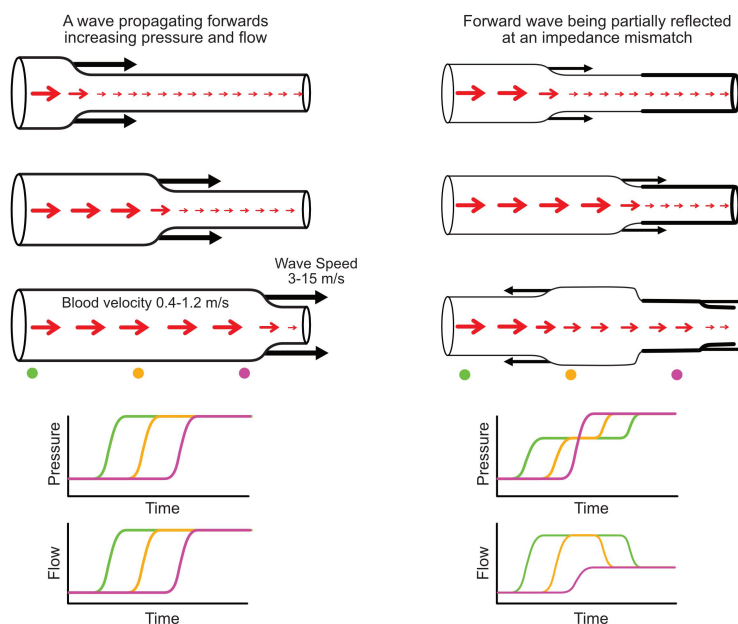 A wave propagating forwards
increasing pressure and flow
Forward wave being partially reflected
at an impedance mismatch
Wave Speed
3-15 m/s
Blood velocity 0.4-1.2 m/s
Pressure
Time
Pressure
Time
Flow
Time
Flow
Time